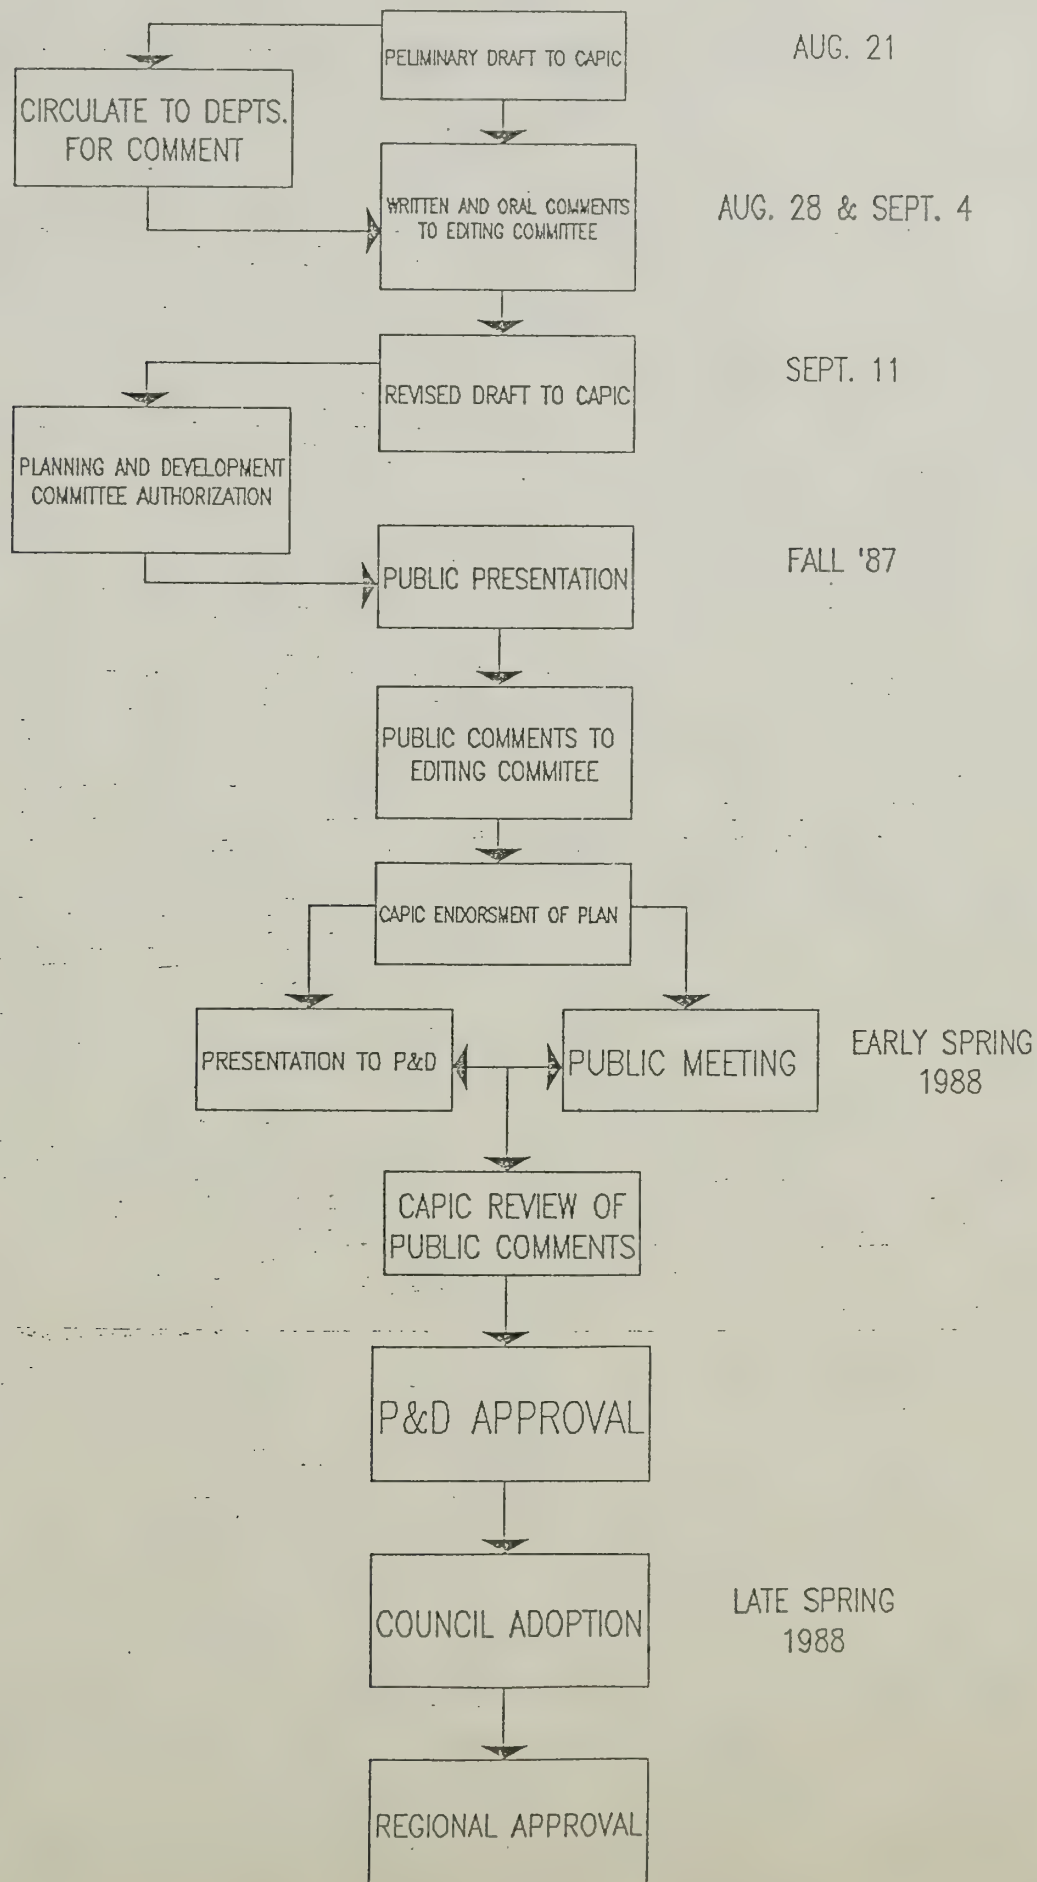 PELIMINARY DRAFT TO CAPIC
AUG. 21
CIRCULATE TO DEPTS.
FOR COMMENT
WRITTEN AND ORAL COMMENTS
TO EDITING COMMITTEE
AUG. 28 & SEPT. 4
REVISED DRAFT TO CAPIC
SEPT. 11
PLANNING AND DEVELOPMENT
COMMITTEE AUTHORIZATION
PUBLIC PRESENTATION
FALL '87
PUBLIC COMMENTS TO
EDITING COMMITEE
CAPIC ENDORSMENT OF PLAN
PRESENTATION TO P&D
PUBLIC MEETING
EARLY SPRING
1988
CAPIC REVIEW OF
PUBLIC COMMENTS
P&D APPROVAL
COUNCIL ADOPTION
LATE SPRING
1988
REGIONAL APPROVAL